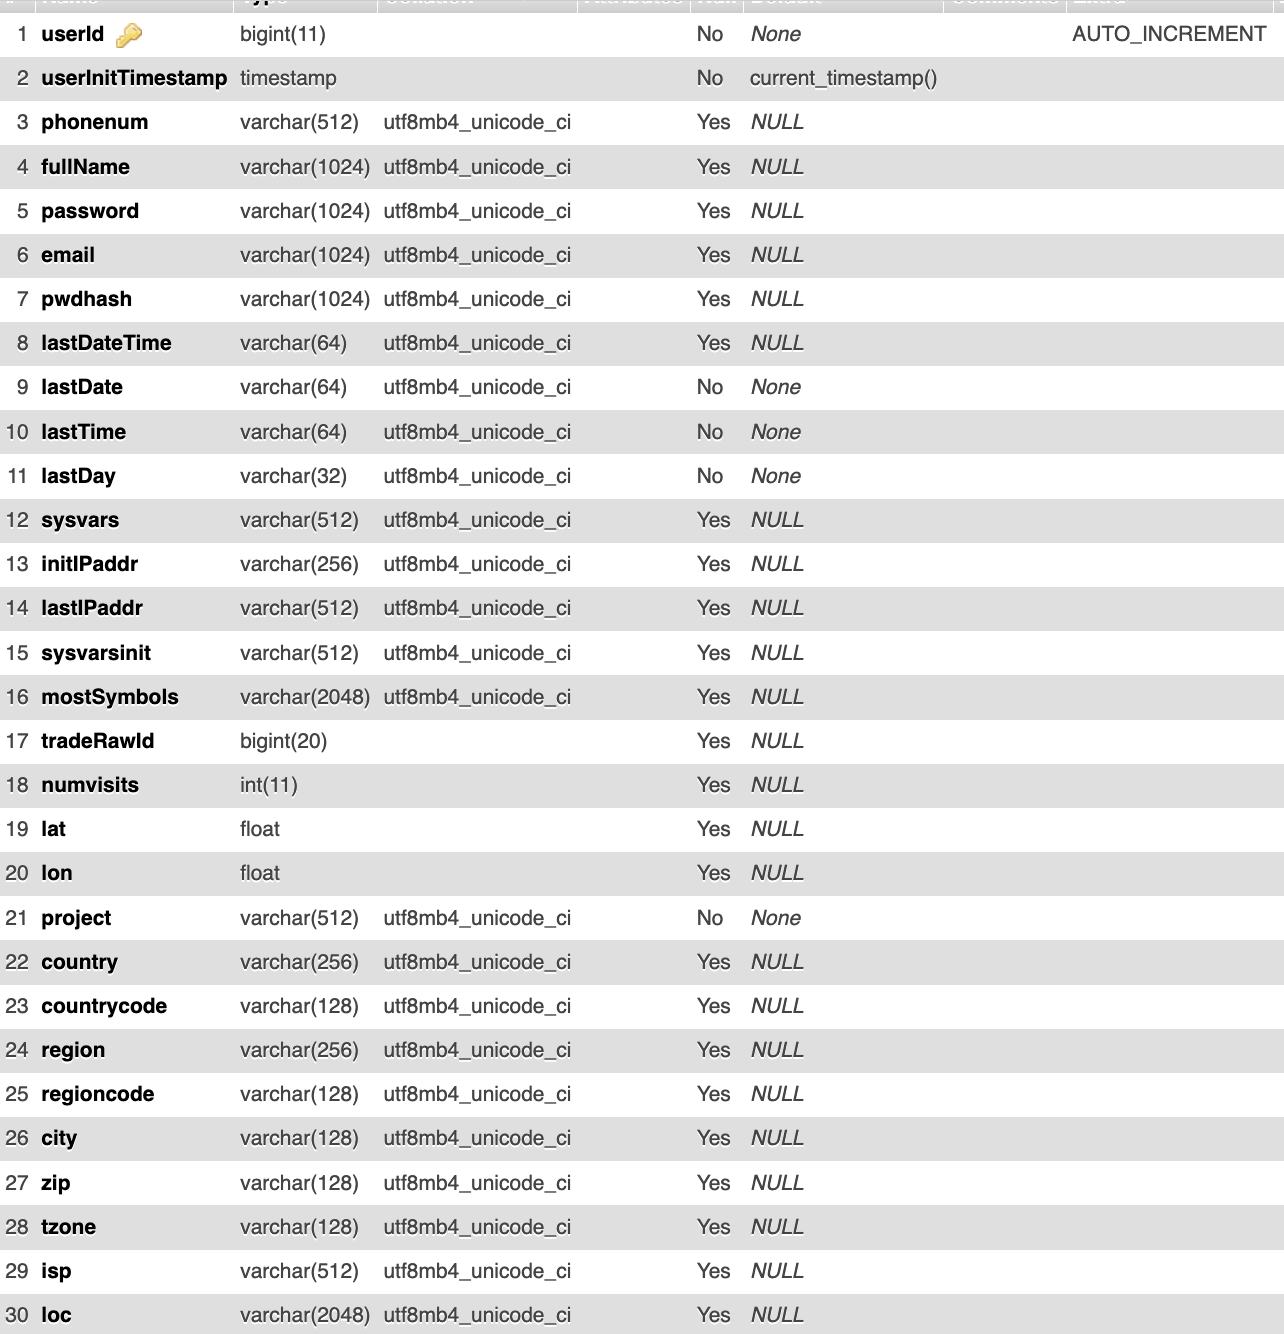 1 userId bigint(11) No None AUTO_INCREMENT
2 userInitTimestamp timestamp No current_timestamp()
3 phonenum varchar(512) utf8mb4_unicode_ci Yes NULL
4 fullName varchar(1024) utf8mb4_unicode_ci Yes NULL
5 password varchar(1024) utf8mb4_unicode_ci Yes NULL
6 email varchar(1024) utf8mb4_unicode_ci Yes NULL
7 pwdhash varchar(1024) utf8mb4_unicode_ci Yes NULL
8 lastDateTime varchar(64) utf8mb4_unicode_ci Yes NULL
9 lastDate varchar(64) utf8mb4_unicode_ci No None
10 lastTime varchar(64) utf8mb4_unicode_ci No None
11 lastDay varchar(32) utf8mb4_unicode_ci No None
12 sysvars varchar(512) utf8mb4_unicode_ci Yes NULL
13 initIPaddr varchar(256) utf8mb4_unicode_ci Yes NULL
14 lastIPaddr varchar(512) utf8mb4_unicode_ci Yes NULL
15 sysvarsinit varchar(512) utf8mb4_unicode_ci Yes NULL
16 mostSymbols varchar(2048) utf8mb4_unicode_ci Yes NULL
17 tradeRawId bigint(20) Yes NULL
18 numvisits int(11) Yes NULL
19 lat float Yes NULL
20 lon float Yes NULL
21 project varchar(512) utf8mb4_unicode_ci No None
22 country varchar(256) utf8mb4_unicode_ci Yes NULL
23 countrycode varchar(128) utf8mb4_unicode_ci Yes NULL
24 region varchar(256) utf8mb4_unicode_ci Yes NULL
25 regioncode varchar(128) utf8mb4_unicode_ci Yes NULL
26 city varchar(128) utf8mb4_unicode_ci Yes NULL
27 zip varchar(128) utf8mb4_unicode_ci Yes NULL
28 tzone varchar(128) utf8mb4_unicode_ci Yes NULL
29 isp varchar(512) utf8mb4_unicode_ci Yes NULL
30 loc varchar(2048) utf8mb4_unicode_ci Yes NULL